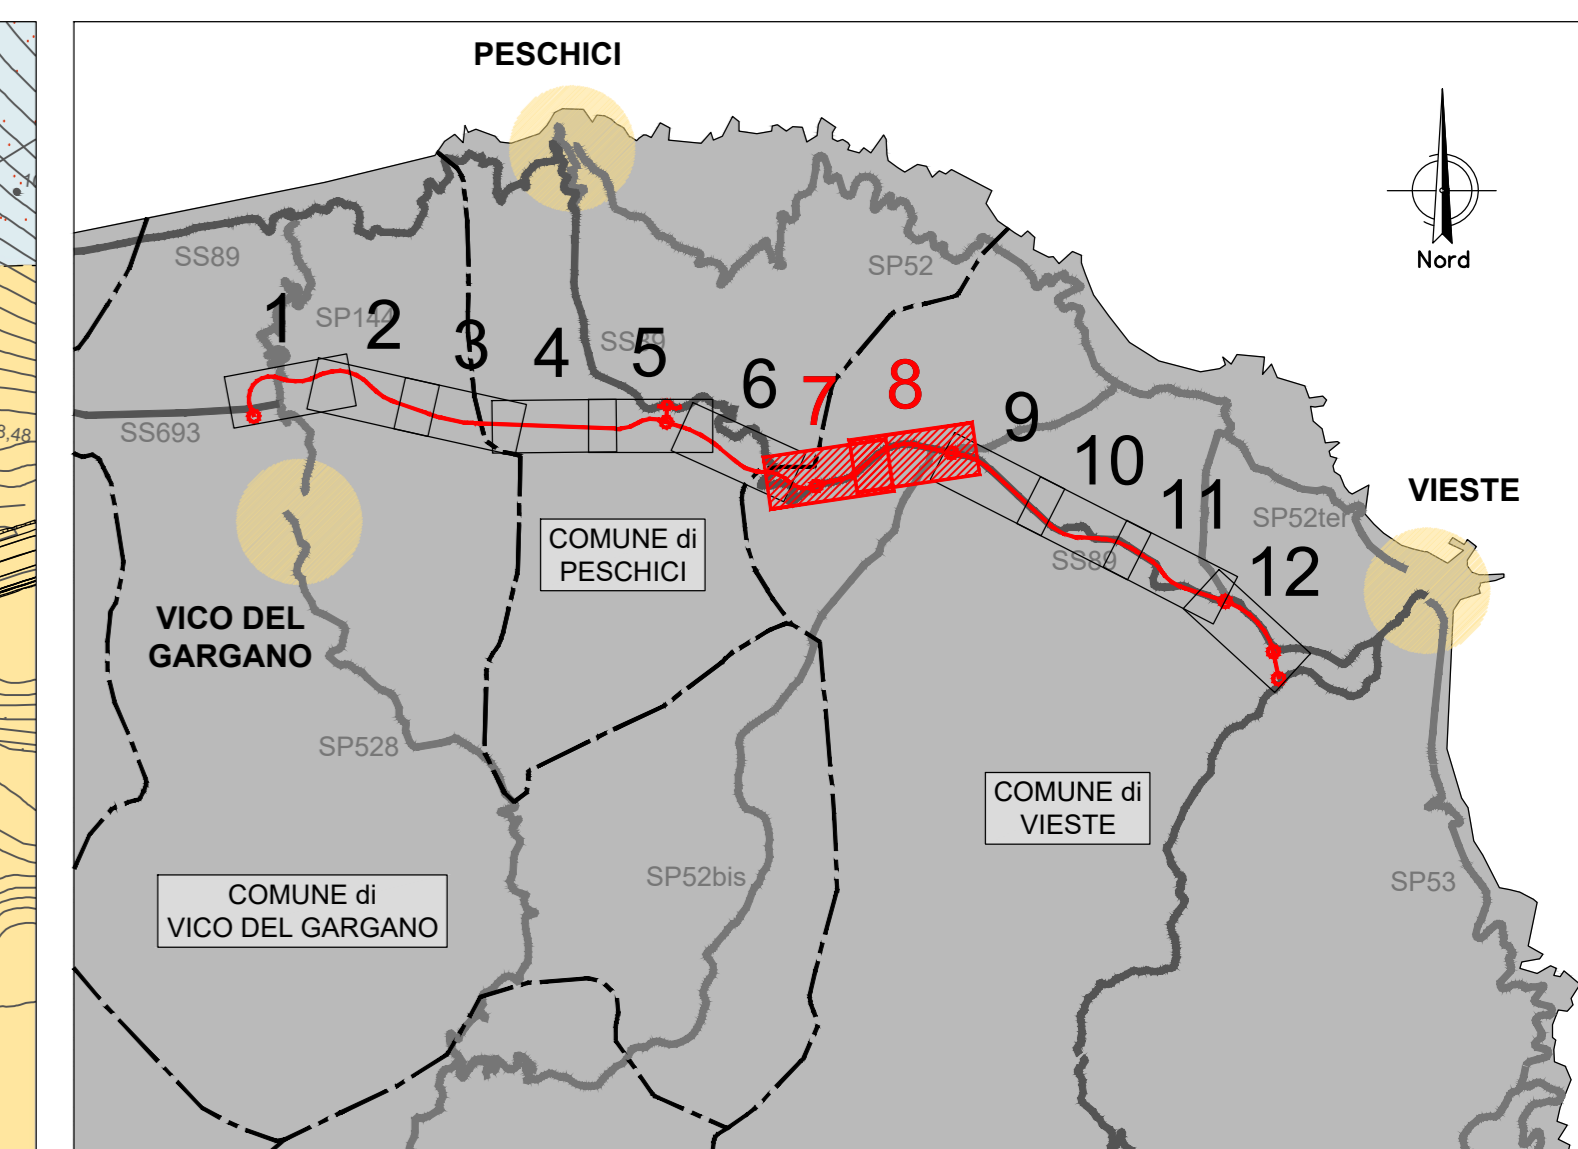 PESCHICI
Nord
SS89
SP52
1
SP144
2
3
4
SS89
5
6
7
8
9
SS693
10
11
VIESTE
SP52ter
COMUNE di
PESCHICI
SS89
12
VICO DEL
GARGANO
SP528
COMUNE di
VIESTE
SP52bis
SP53
COMUNE di
VICO DEL GARGANO